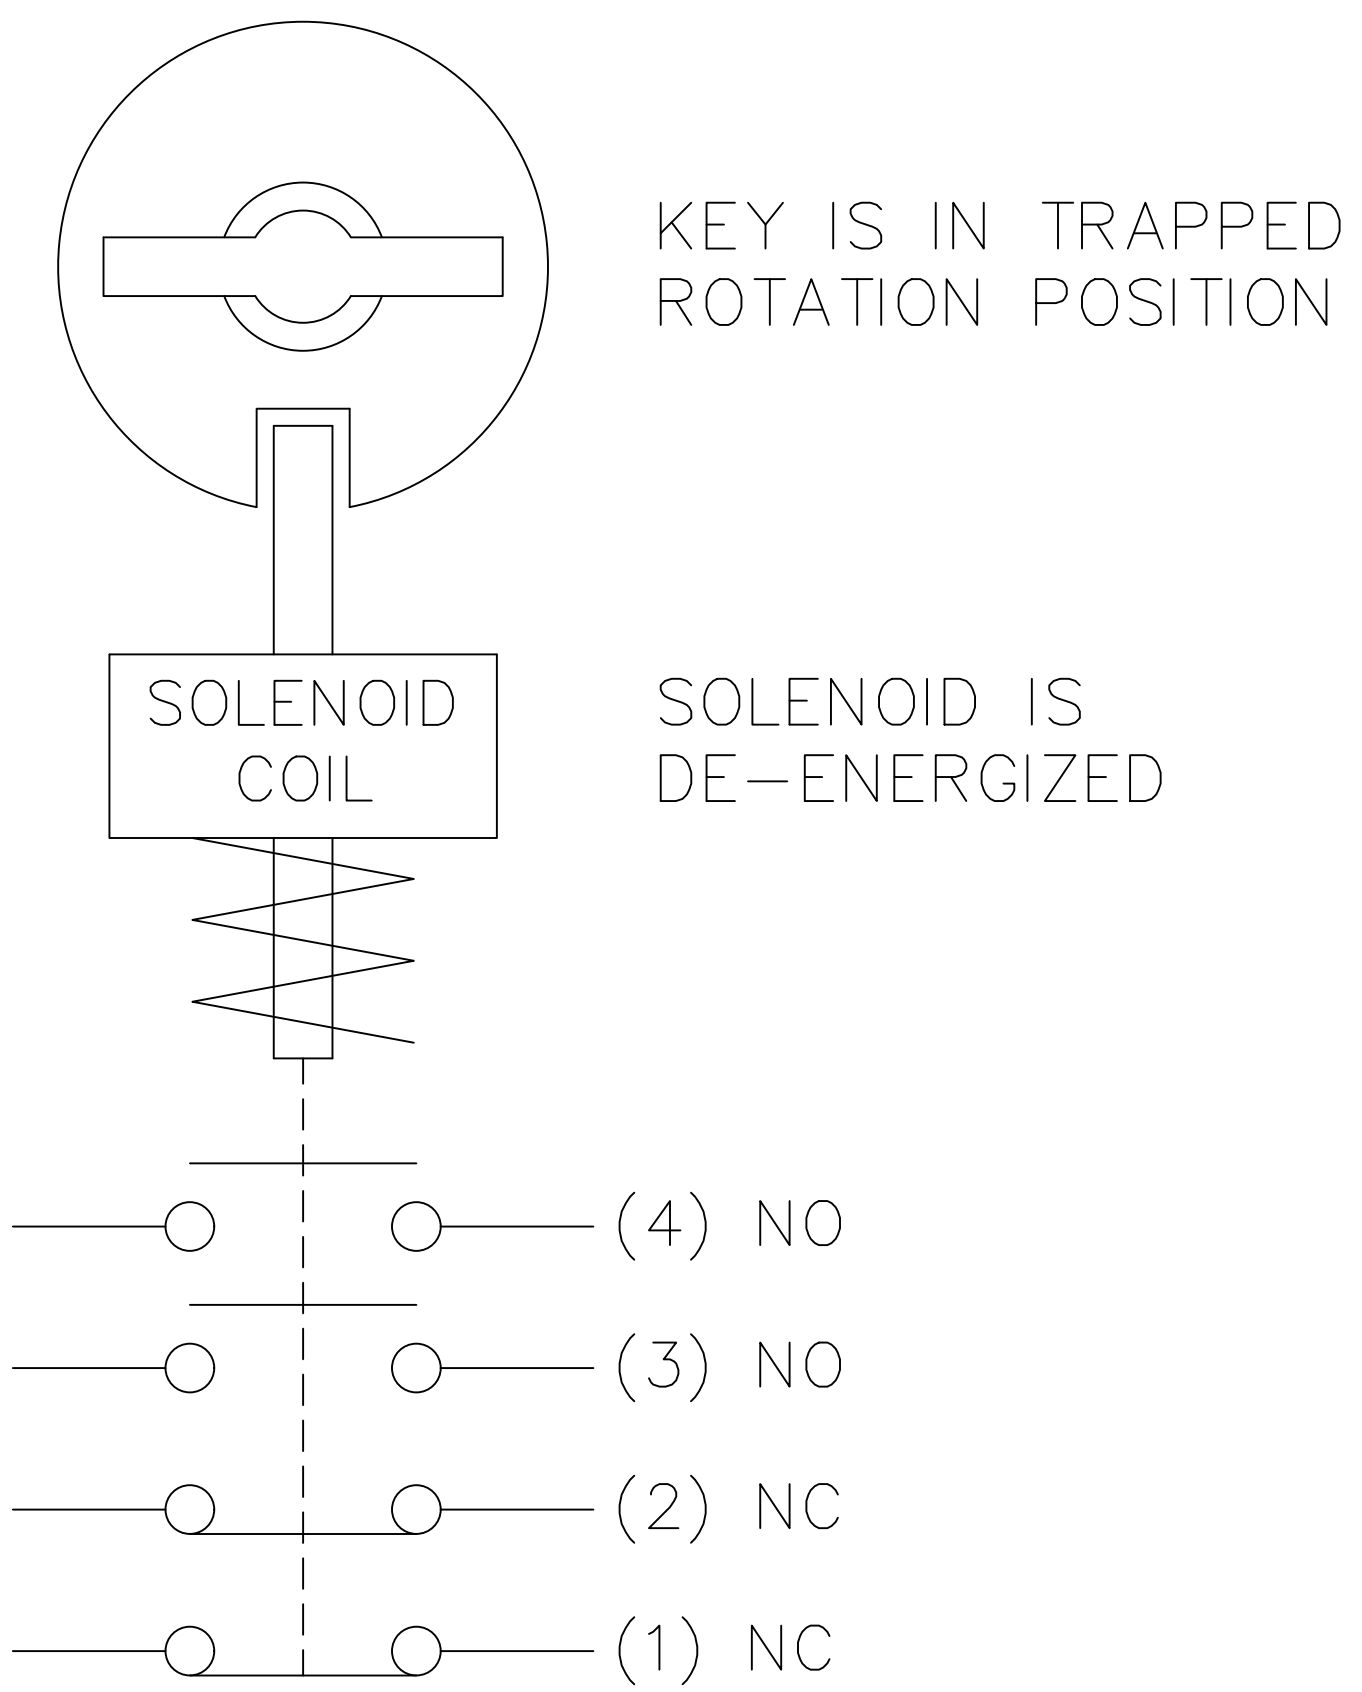 KEY IS IN TRAPPED
ROTATION POSITION
SOLENOID
COIL
SOLENOID IS
DE-ENERGIZED
(4) NO
(3) NO
(2) NC
(1) NC